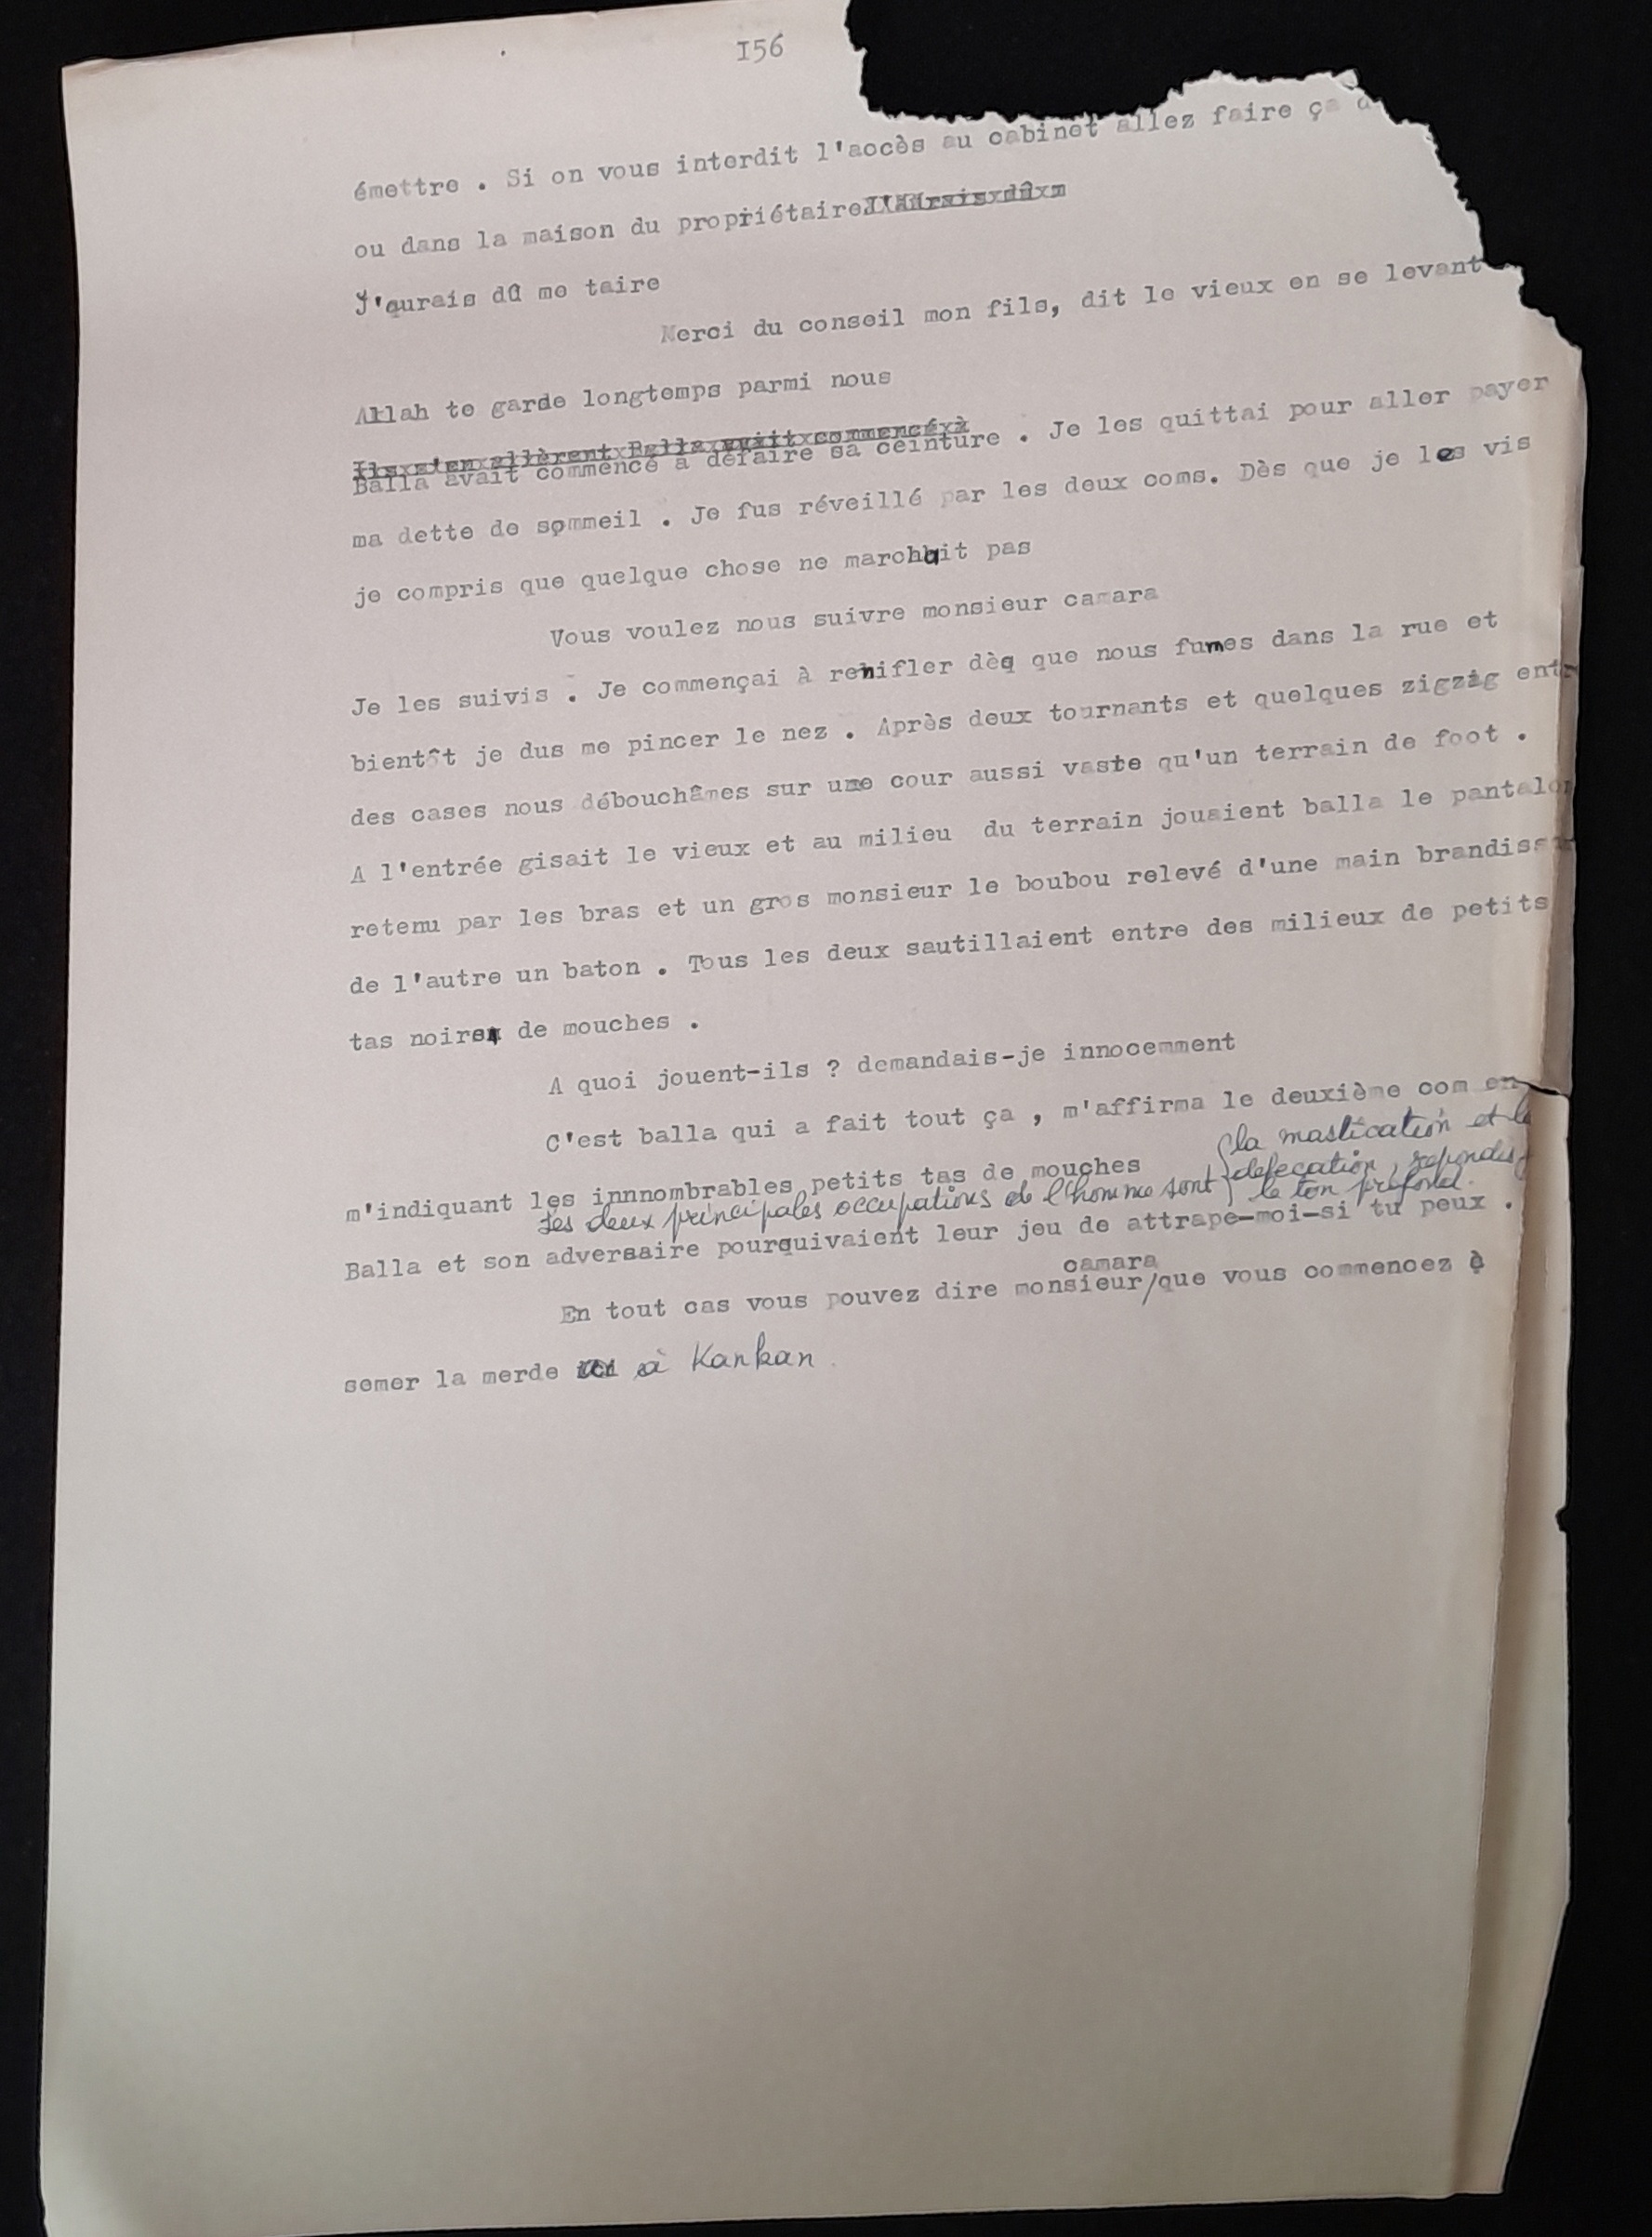 156
émettre . Si on vous interdit l'accès au cabinet allez faire ça
ou dans la maison du propriétaire
J'aurais dû me taire
Merci du conseil mon fils, dit le vieux en se levant
Allah te garde longtemps parmi nous
Ils s'en allèrent Balla avait commencé à
Balla avait commencé à défaire sa ceinture . Je les quittai pour aller payer
ma dette de sommeil . Je fus réveillé par les deux coms. Dès que je les vis
je compris que quelque chose ne marchait pas
Vous voulez nous suivre monsieur camara
Je les suivis . Je commençai à renifler dès que nous fumes dans la rue et
bientôt je dus me pincer le nez . Après deux tournants et quelques zigzig entr
des cases nous débouchâmes sur une cour aussi vaste qu'un terrain de foot .
A l'entrée gisait le vieux et au milieu du terrain jouaient balla le pantalon
retenu par les bras et un gros monsieur le boubou relevé d'une main brandiss
de l'autre un baton . Tous les deux sautillaient entre des milieux de petits
tas noirs de mouches .
A quoi jouent-ils ? demandais-je innocemment
C'est balla qui a fait tout ça , m'affirma le deuxième com en
m'indiquant les innnombrables petits tas de mouches
Les deux principales occupations de l'homme sont la mastication et la
défecation, repondis
le ton profond.
Balla et son adversaire poursuivaient leur jeu de attrape-moi-si tu peux .
camara
En tout cas vous pouvez dire monsieur/que vous commencez à
semer la merde à Kankan.